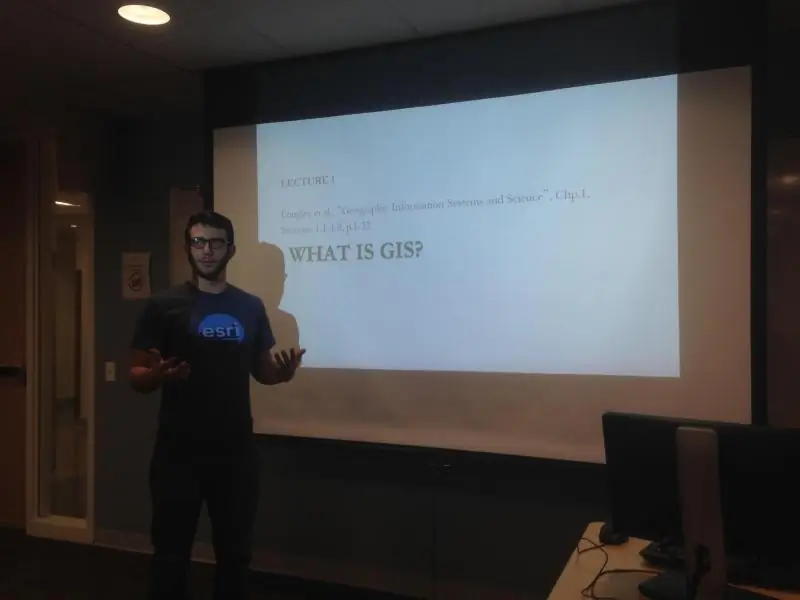 LECTURE 1
Longley et al, "Geographic Information Systems and Science", Chp.1,
Sections 1.1-1.8, p.1-32
WHAT IS GIS?
esri